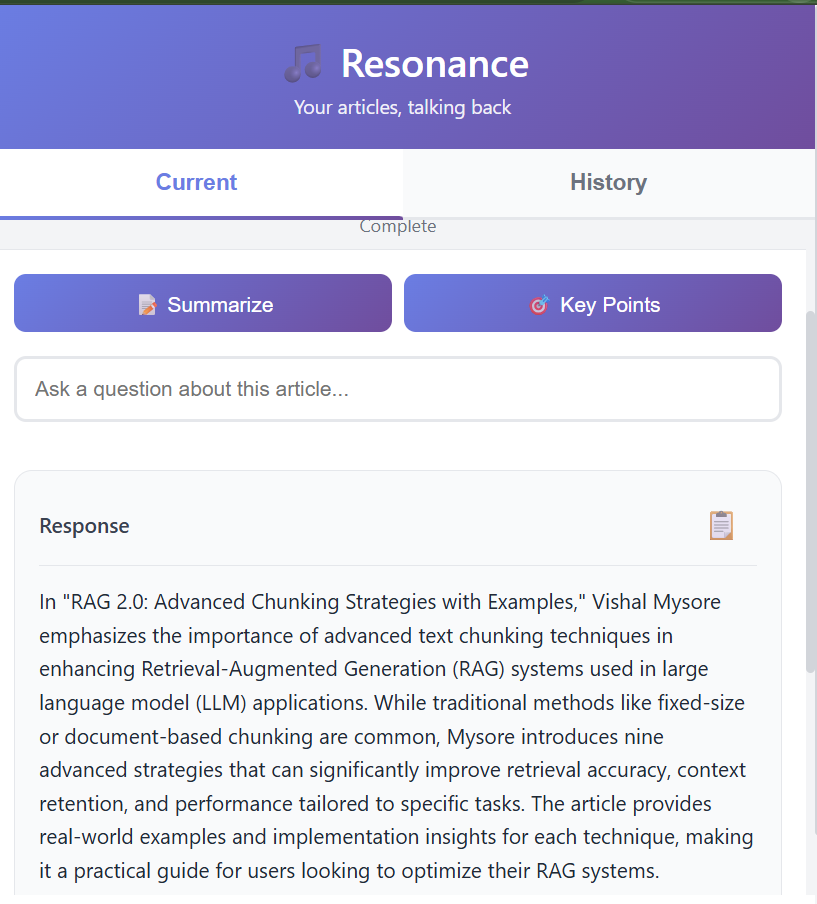 Resonance
Your articles, talking back
Current
History
Complete
Summarize
Key Points
Ask a question about this article...
Response
In "RAG 2.0: Advanced Chunking Strategies with Examples," Vishal Mysore
emphasizes the importance of advanced text chunking techniques in
enhancing Retrieval-Augmented Generation (RAG) systems used in large
language model (LLM) applications. While traditional methods like fixed-size
or document-based chunking are common, Mysore introduces nine
advanced strategies that can significantly improve retrieval accuracy, context
retention, and performance tailored to specific tasks. The article provides
real-world examples and implementation insights for each technique, making
it a practical guide for users looking to optimize their RAG systems.